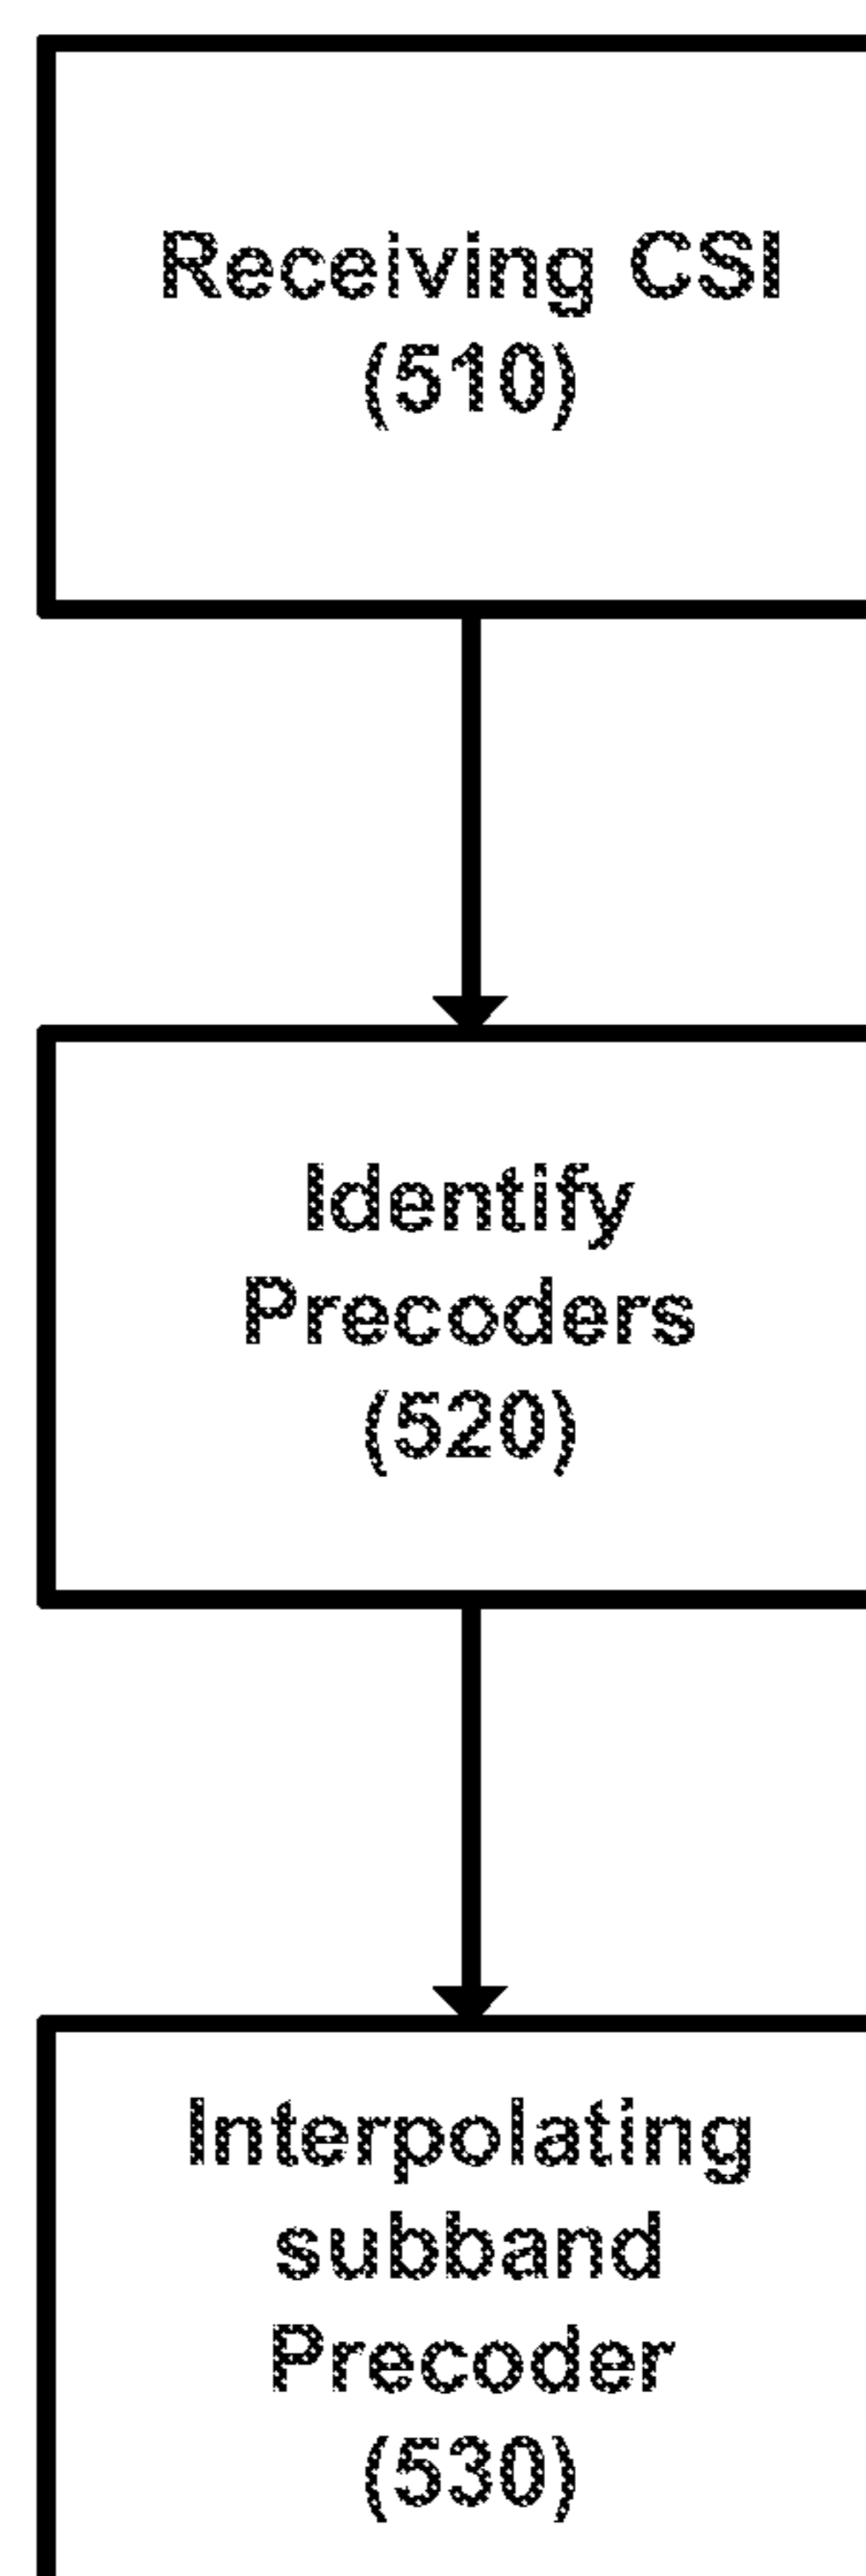 Receiving CSI
(510)
Identify
Precoders
(520)
Interpolating
subband
Precoder
(530)